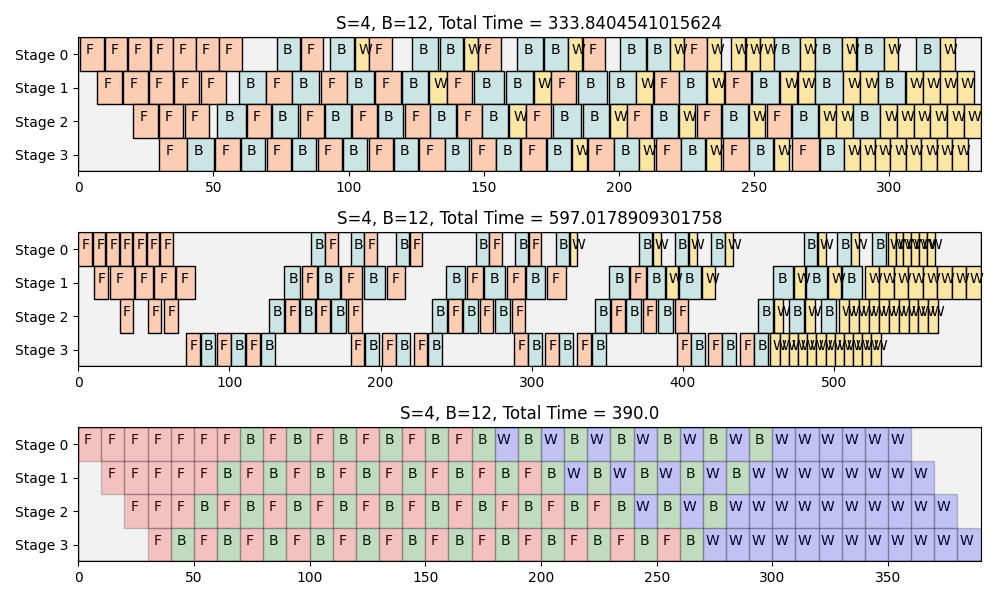 S=4, B=12, Total Time = 333.8404541015624
Stage 0 F F F F F F F B F B W F B B W F B B W F B B W F W W W W B W B W B W B W
Stage 1 F F F F F B F B F B F B W F B B W F B B W F B W F B W W B W W B W W W W
Stage 2 F F F B F B F B F B F B F B W F B B W F B W F B W F B W W B W W W W W W
Stage 3 F B F B F B F B F B F B F B F B W F B W F B W F B W F B W W W W W W W W
0 50 100 150 200 250 300
S=4, B=12, Total Time = 597.0178909301758
Stage 0 F F F F F F F B F B F B F B F B F B W B W B W B W B W B W B W W W W W W
Stage 1 F F F F F B F B F B F B F B F B F B F B W B W B W B W B W W W W W W W W
Stage 2 F F F B F B F B F B F B F B F B F B F B F B W B W B W W W W W W W W W W
Stage 3 F B F B F B F B F B F B F B F B F B F B F B F B W W W W W W W W W W W W
0 100 200 300 400 500
S=4, B=12, Total Time = 390.0
Stage 0 F F F F F F F B F B F B F B F B F B W B W B W B W B W B W B W W W W W W
Stage 1 F F F F F B F B F B F B F B F B F B F B W B W B W B W B W W W W W W W W
Stage 2 F F F B F B F B F B F B F B F B F B F B F B W B W B W W W W W W W W W W
Stage 3 F B F B F B F B F B F B F B F B F B F B F B F B W W W W W W W W W W W W
0 50 100 150 200 250 300 350